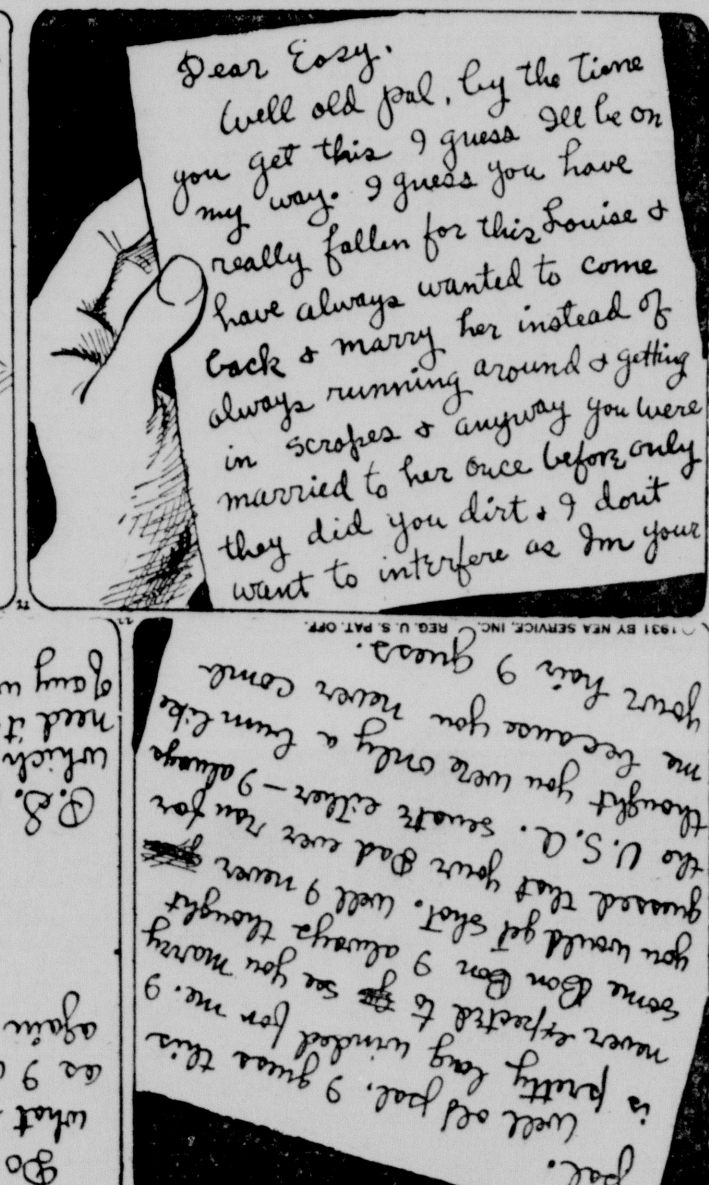 Dear Easy.
Well old pal, by the time
you get this I guess Ill be on
my way. I guess you have
really fallen for this Louise &
have always wanted to come
back & marry her instead of
always running around & getting
in scrapes & anyway you were
married to her once before only
they did you dirt & I don't
want to interfere as Im your
pal.
Well old pal. I guess this
is pretty long winded for me. I
never expected to see you marry
some Bon Bon I always thought
you would get shot. Well I never
guessed that your Dad ever ran for
the U.S.A. senate either – I always
thought you were only a bum like
me because you never comb
your hair I guess.
© 1931 BY NEA SERVICE, INC. REG. U. S. PAT. OFF.
Do
what
as I
again
P.S.
which
need it
of any